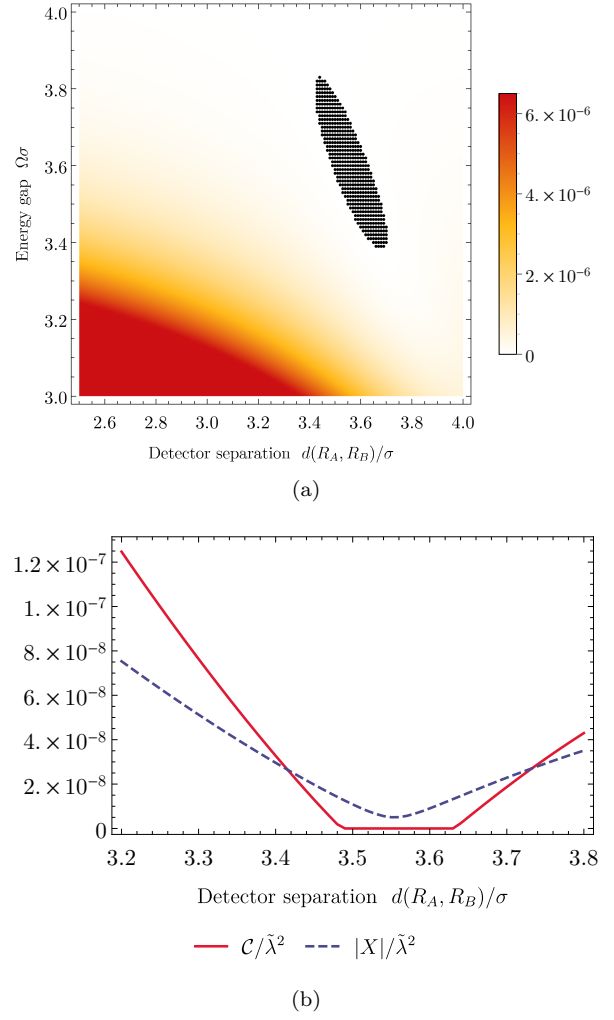 4.0
3.8
3.6
3.4
3.2
3.0
Energy gap Ωσ
2.6 2.8 3.0 3.2 3.4 3.6 3.8 4.0
Detector separation d(R_A, R_B)/σ
6. × 10⁻⁶
4. × 10⁻⁶
2. × 10⁻⁶
0
(a)
1.2 × 10⁻⁷
1. × 10⁻⁷
8. × 10⁻⁸
6. × 10⁻⁸
4. × 10⁻⁸
2. × 10⁻⁸
0
3.2 3.3 3.4 3.5 3.6 3.7 3.8
Detector separation d(R_A, R_B)/σ
𝒞/λ̃² |X|/λ̃²
(b)